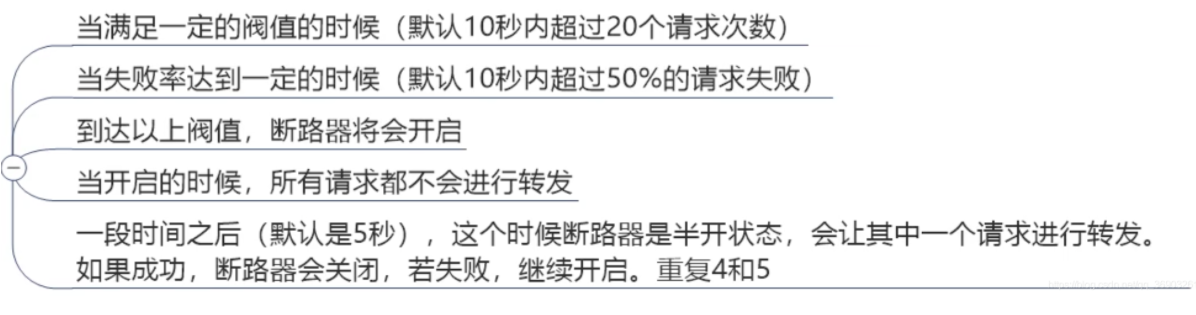 当满足一定的阀值的时候（默认10秒内超过20个请求次数）
当失败率达到一定的时候（默认10秒内超过50%的请求失败）
到达以上阀值，断路器将会开启
当开启的时候，所有请求都不会进行转发
一段时间之后（默认是5秒），这个时候断路器是半开状态，会让其中一个请求进行转发。
如果成功，断路器会关闭，若失败，继续开启。重复4和5